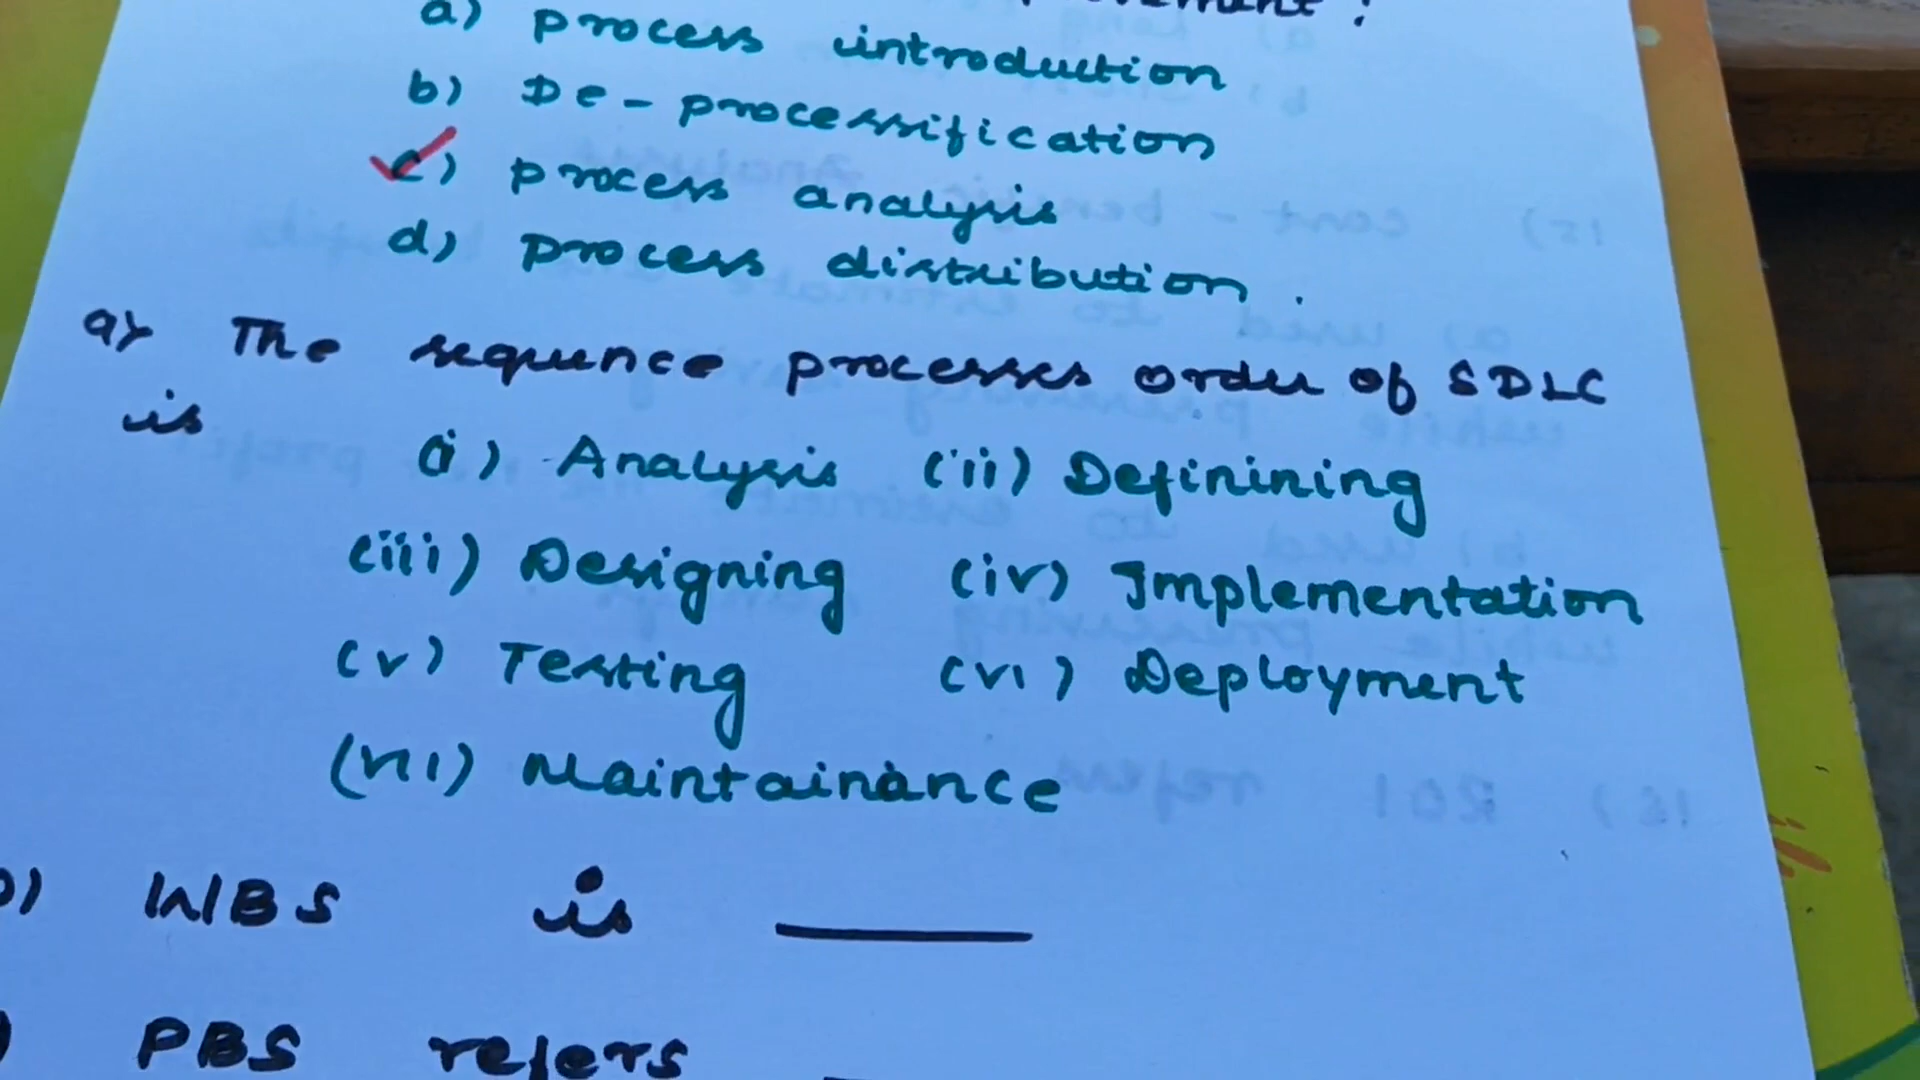 a) process introduction
b) De-processification
c) process analysis
d) process distribution.
9) The sequnce processes order of SDLC
is
(i) Analysis (ii) Definining
(iii) Designing (iv) Implementation
(v) Testing (vi) Deployment
(vii) Maintainance
WBS is ______
PBS refers